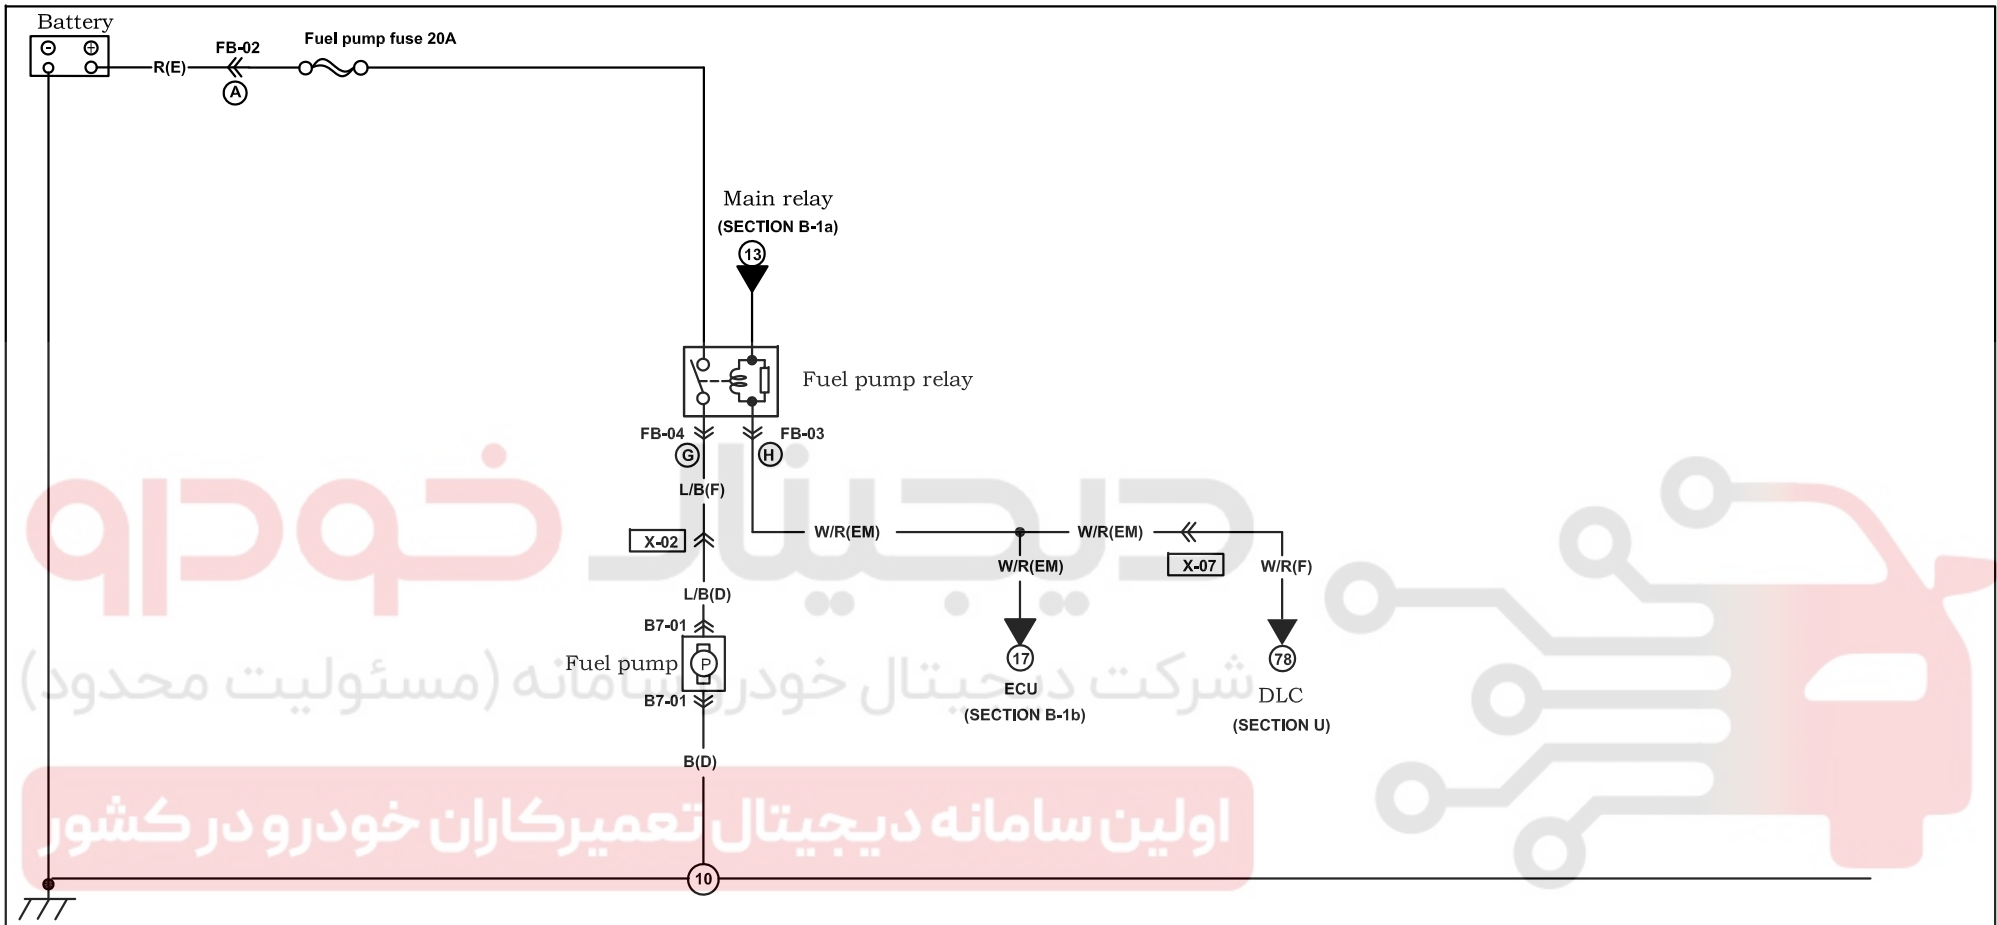 Battery
FB-02
Fuel pump fuse 20A
R(E)
A
Main relay
(SECTION B-1a)
13
Fuel pump relay
FB-04
FB-03
G
H
L/B(F)
W/R(EM)
W/R(EM)
X-02
W/R(EM)
X-07
W/R(F)
L/B(D)
B7-01
Fuel pump
P
17
78
B7-01
ECU
(SECTION B-1b)
DLC
(SECTION U)
B(D)
10
دیجیتال خودرو
شرکت دیجیتال خودرو سامانه (مسئولیت محدود)
اولین سامانه دیجیتال تعمیرکاران خودرو در کشور